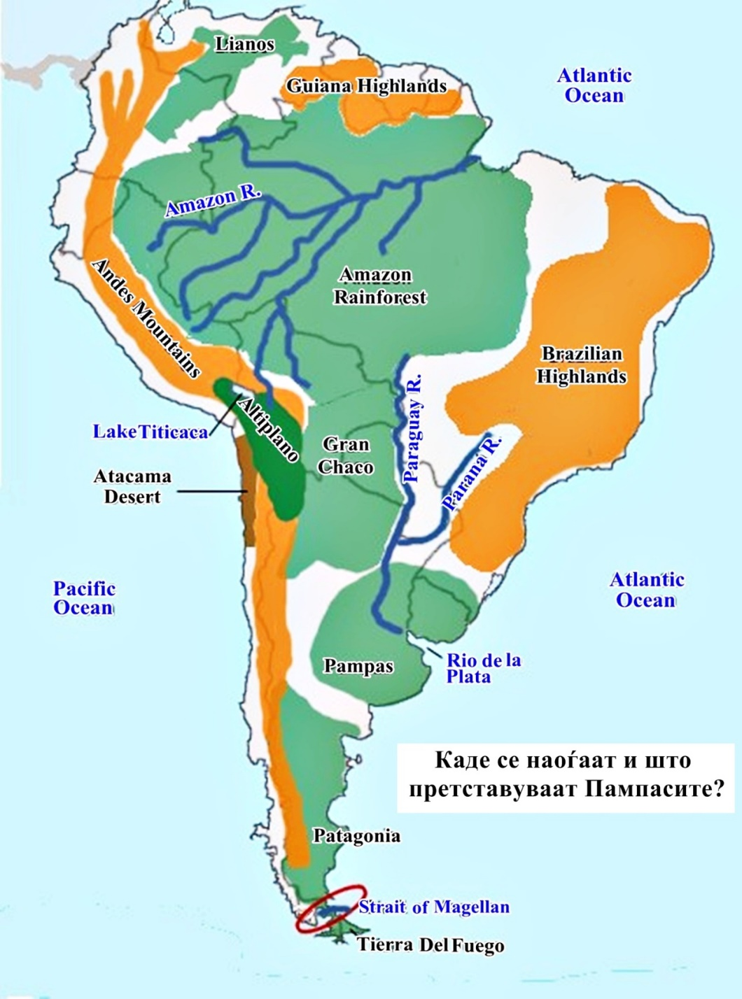 Lianos
Guiana Highlands
Atlantic
Ocean
Amazon R.
Amazon
Rainforest
Andes Mountains
Brazilian
Highlands
Paraguay R.
Altiplano
Lake Titicaca
Gran
Chaco
Parana R.
Atacama
Desert
Pacific
Ocean
Atlantic
Ocean
Pampas
Rio de la
Plata
Каде се наоѓаат и што
претставуваат Пампасите?
Patagonia
Strait of Magellan
Tierra Del Fuego